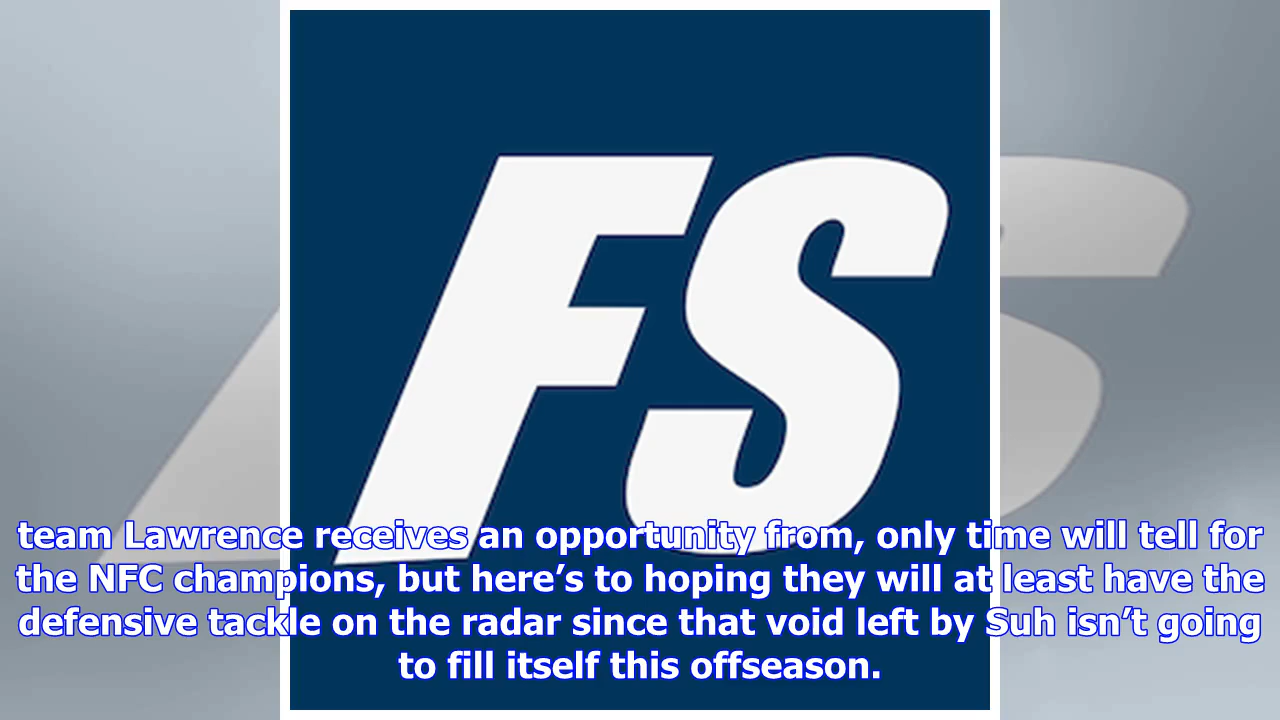 FS
team Lawrence receives an opportunity from, only time will tell for
the NFC champions, but here’s to hoping they will at least have the
defensive tackle on the radar since that void left by Suh isn’t going
to fill itself this offseason.